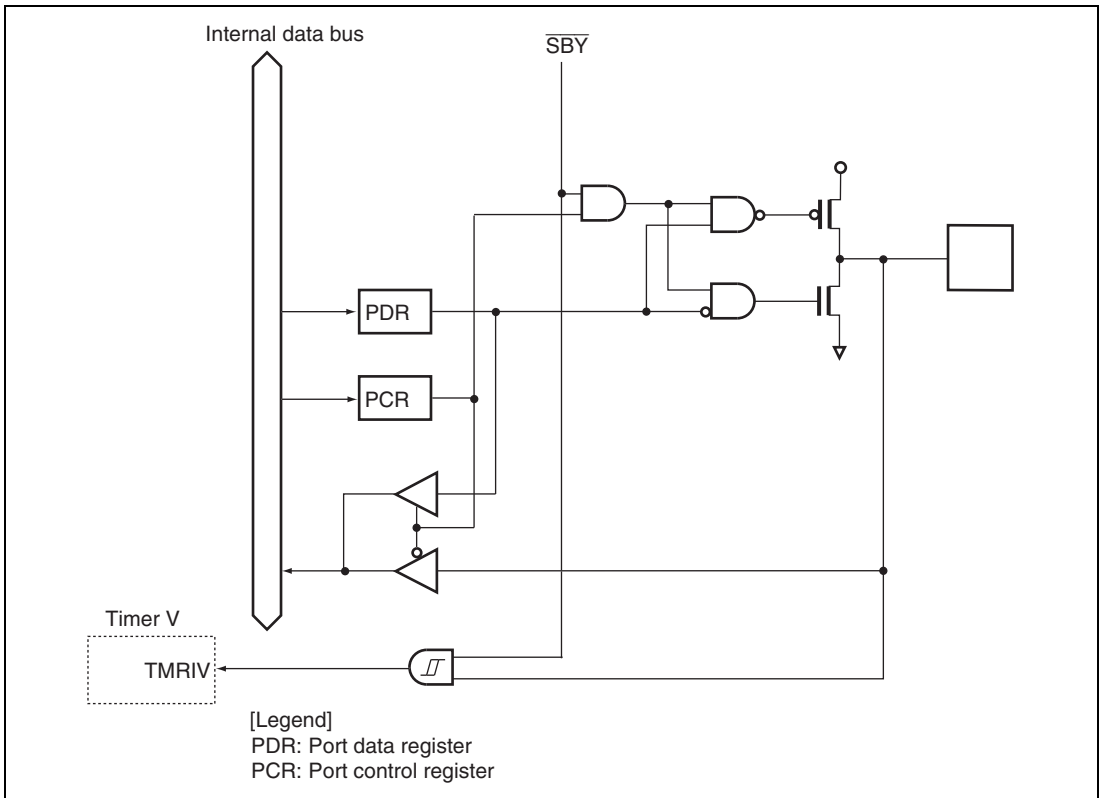 Internal data bus
SBY
PDR
PCR
Timer V
TMRIV
[Legend]
PDR: Port data register
PCR: Port control register